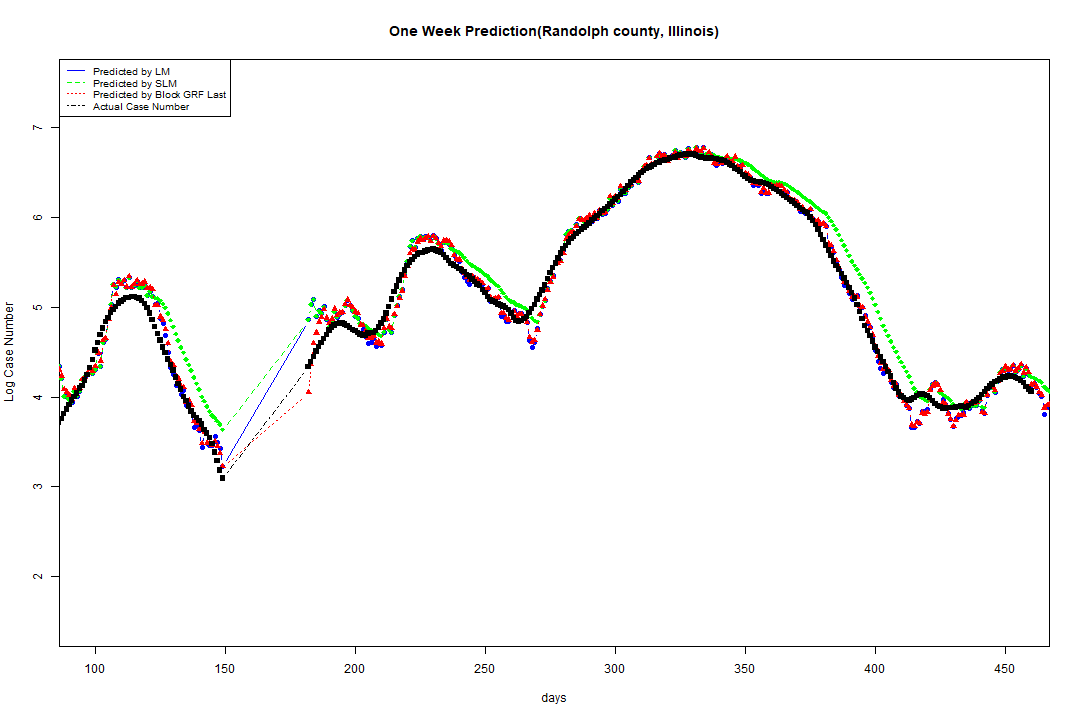 One Week Prediction(Randolph county, Illinois)
Predicted by LM
Predicted by SLM
Predicted by Block GRF Last
Actual Case Number
7
6
5
4
3
2
Log Case Number
100 150 200 250 300 350 400 450
days